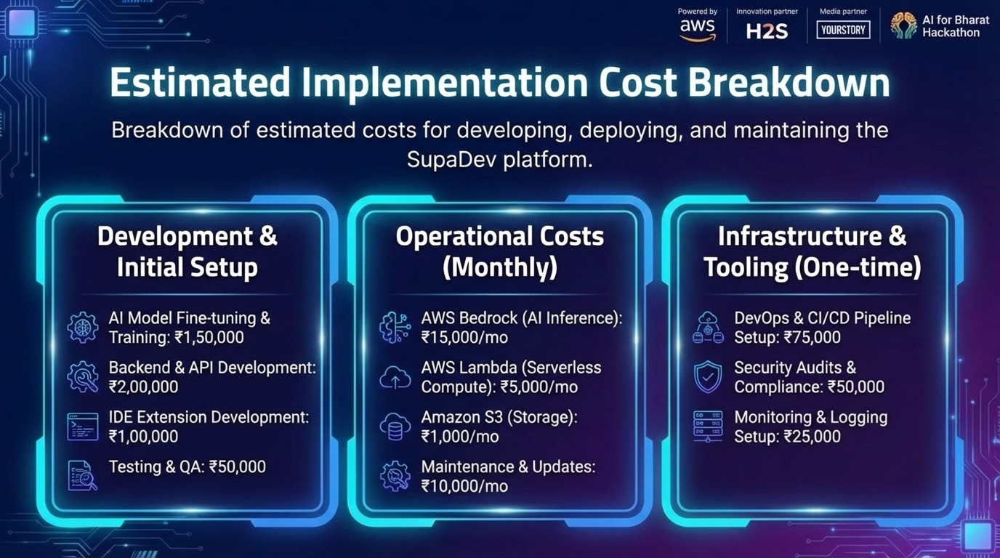 Powered by
aws
Innovation partner
H2S
Media partner
YOURSTORY
AI for Bharat
Hackathon
Estimated Implementation Cost Breakdown
Breakdown of estimated costs for developing, deploying, and maintaining the
SupaDev platform.
Development &
Initial Setup
AI Model Fine-tuning &
Training: ₹1,50,000
Backend & API Development:
₹2,00,000
IDE Extension Development:
₹1,00,000
Testing & QA: ₹50,000
Operational Costs
(Monthly)
AWS Bedrock (AI Inference):
₹15,000/mo
AWS Lambda (Serverless
Compute): ₹5,000/mo
Amazon S3 (Storage):
₹1,000/mo
Maintenance & Updates:
₹10,000/mo
Infrastructure &
Tooling (One-time)
DevOps & CI/CD Pipeline
Setup: ₹75,000
Security Audits &
Compliance: ₹50,000
Monitoring & Logging
Setup: ₹25,000